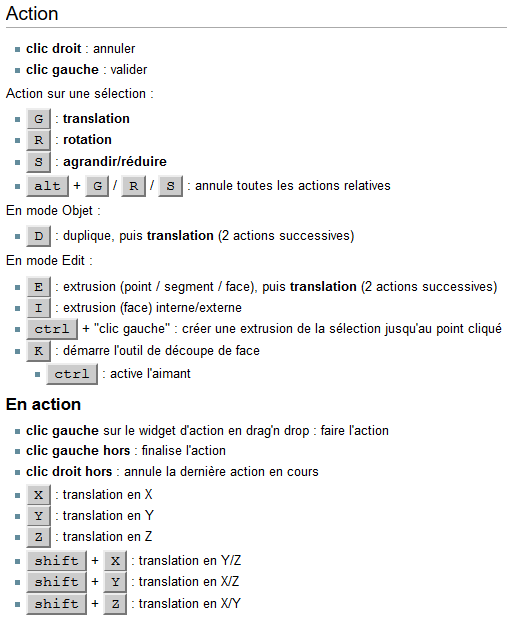 Action
clic droit : annuler
clic gauche : valider
Action sur une sélection :
G : translation
R : rotation
S : agrandir/réduire
alt + G / R / S : annule toutes les actions relatives
En mode Objet :
D : duplique, puis translation (2 actions successives)
En mode Edit :
E : extrusion (point / segment / face), puis translation (2 actions successives)
I : extrusion (face) interne/externe
ctrl + "clic gauche" : créer une extrusion de la sélection jusqu'au point cliqué
K : démarre l'outil de découpe de face
ctrl : active l'aimant
En action
clic gauche sur le widget d'action en drag'n drop : faire l'action
clic gauche hors : finalise l'action
clic droit hors : annule la dernière action en cours
X : translation en X
Y : translation en Y
Z : translation en Z
shift + X : translation en Y/Z
shift + Y : translation en X/Z
shift + Z : translation en X/Y